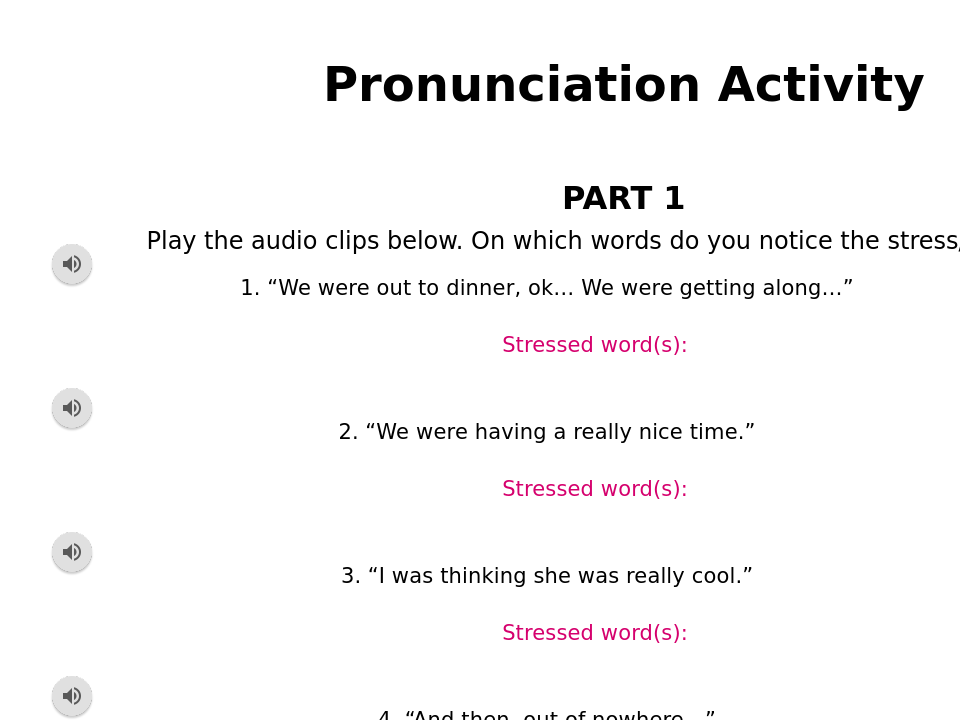 Pronunciation Activity
PART 1
Play the audio clips below. On which words do you notice the stress,
1. “We were out to dinner, ok… We were getting along…”
Stressed word(s):
2. “We were having a really nice time.”
Stressed word(s):
3. “I was thinking she was really cool.”
Stressed word(s):
4. “And then, out of nowhere…”